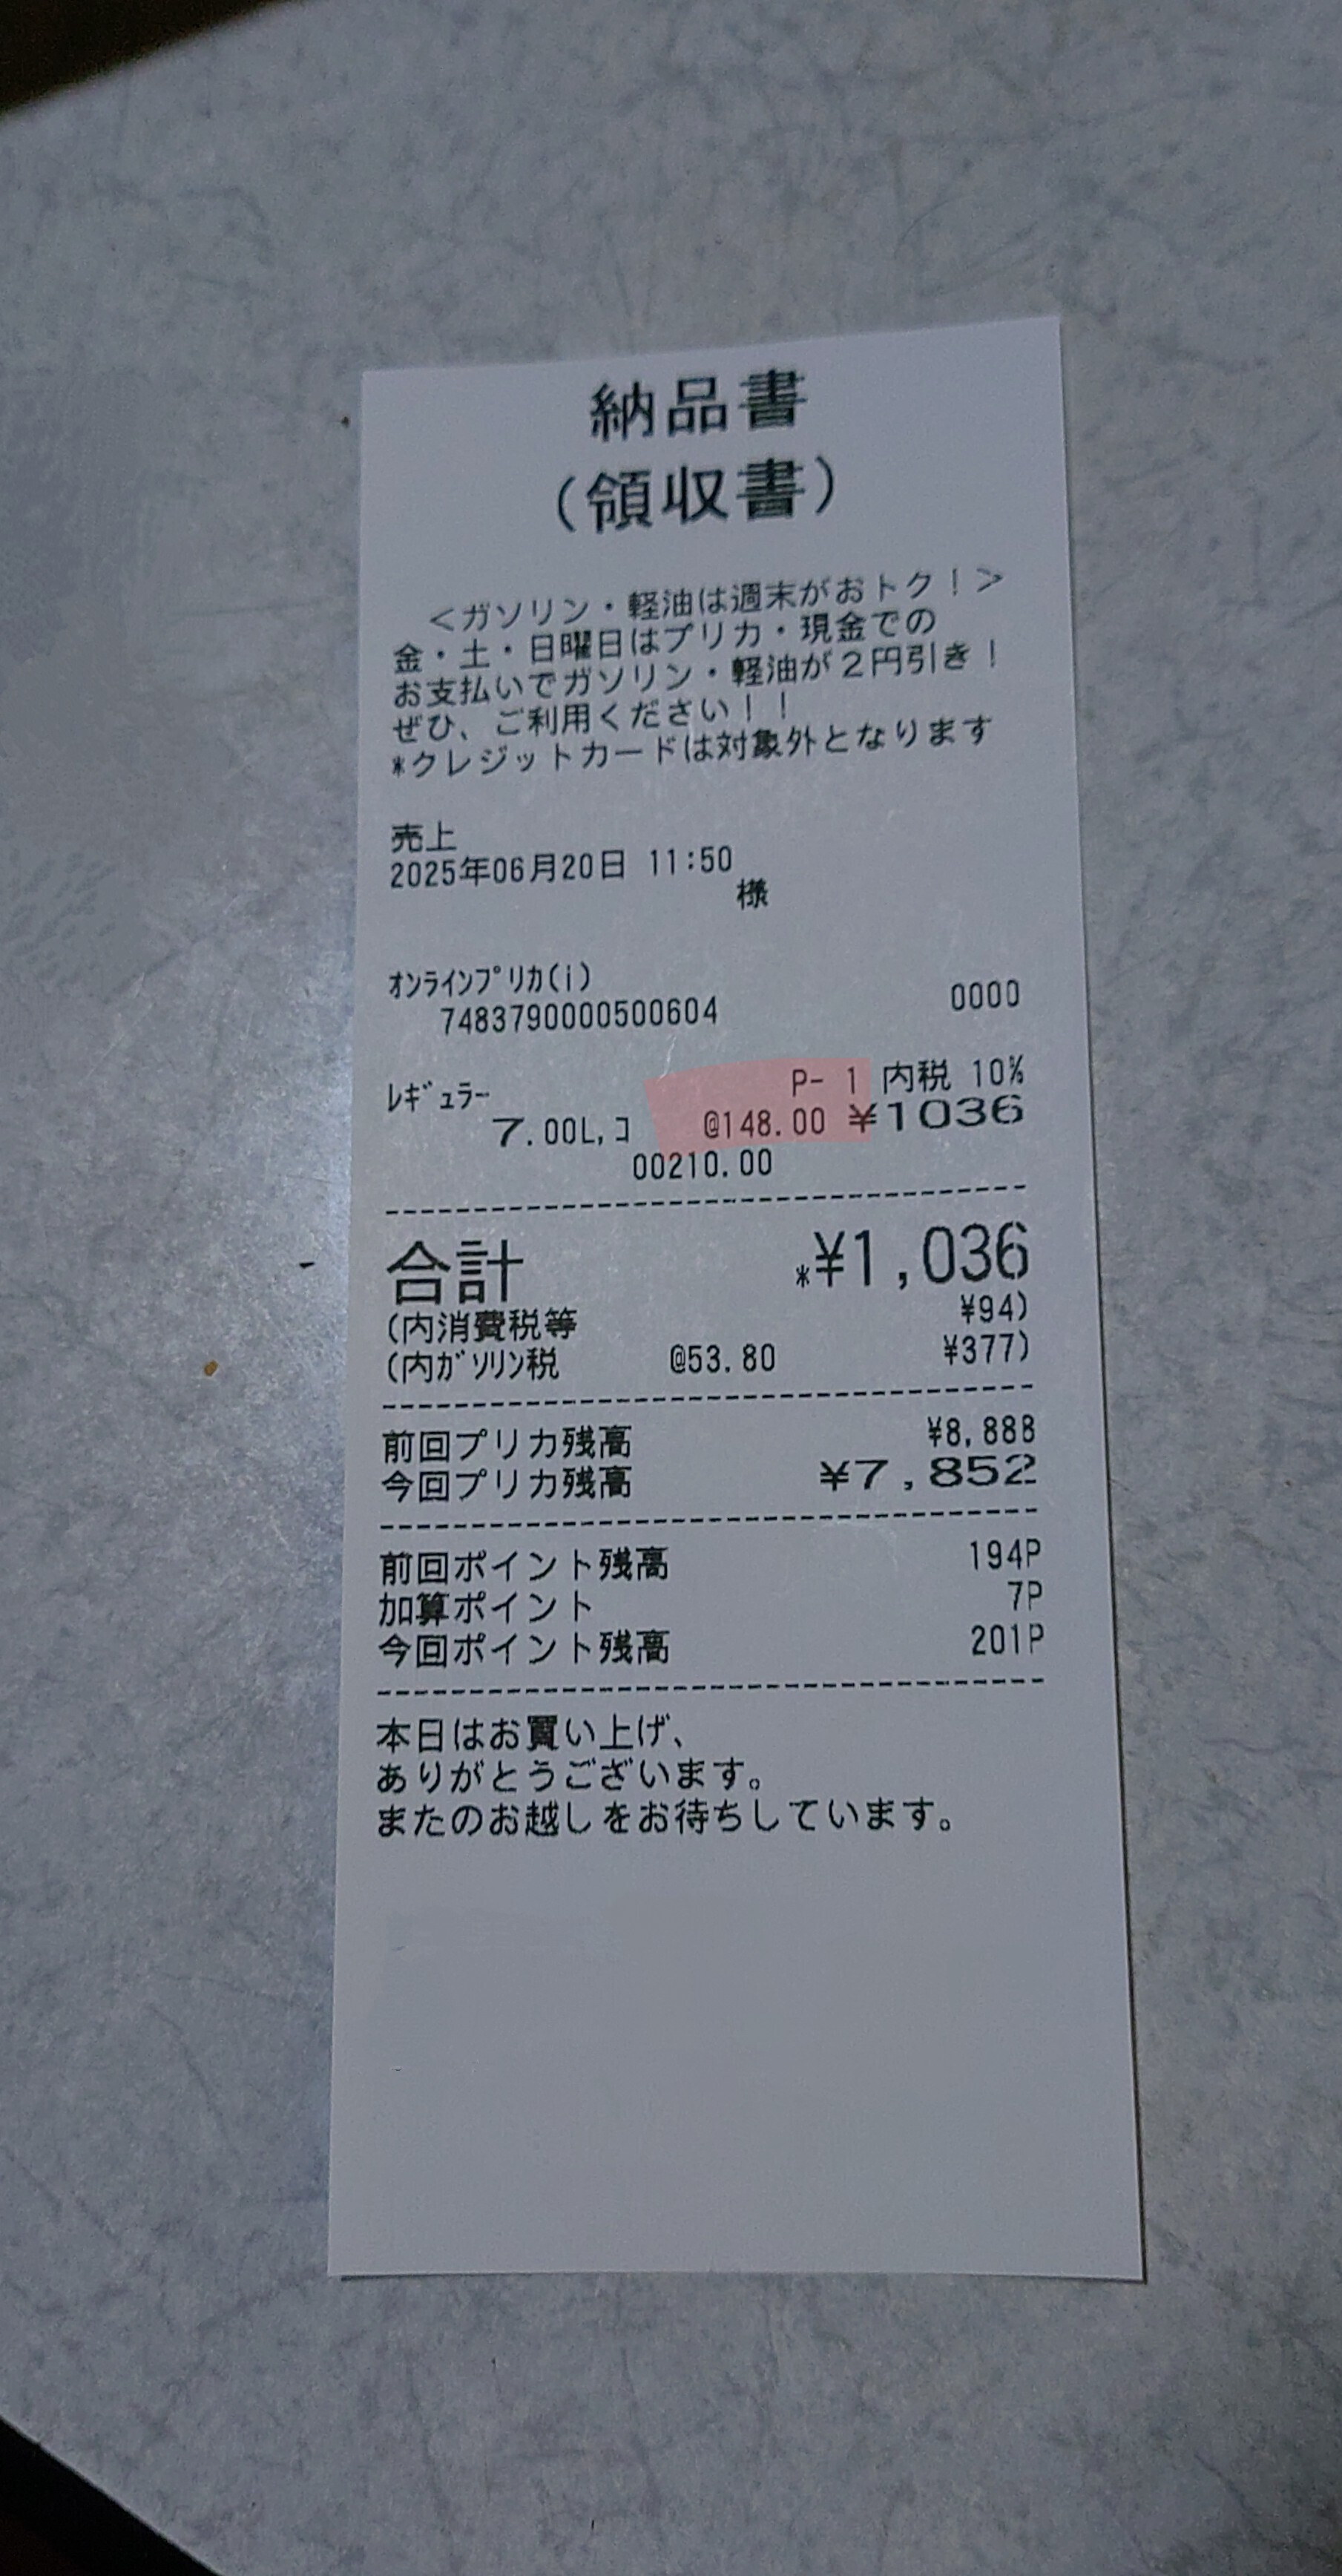 納品書
(領収書)
<ガソリン・軽油は週末がおトク!>
金・土・日曜日はプリカ・現金での
お支払いでガソリン・軽油が2円引き!
ぜひ、ご利用ください!!
*クレジットカードは対象外となります
売上
2025年06月20日 11:50
様
オンラインプリカ(i)
7483790000500604 0000
レギュラー P- 1 内税 10%
7.00L,コ @148.00 ¥1036
00210.00
合計 *¥1,036
(内消費税等 ¥94)
(内ガソリン税 @53.80 ¥377)
前回プリカ残高 ¥8,888
今回プリカ残高 ¥7,852
前回ポイント残高 194P
加算ポイント 7P
今回ポイント残高 201P
本日はお買い上げ、
ありがとうございます。
またのお越しをお待ちしています。